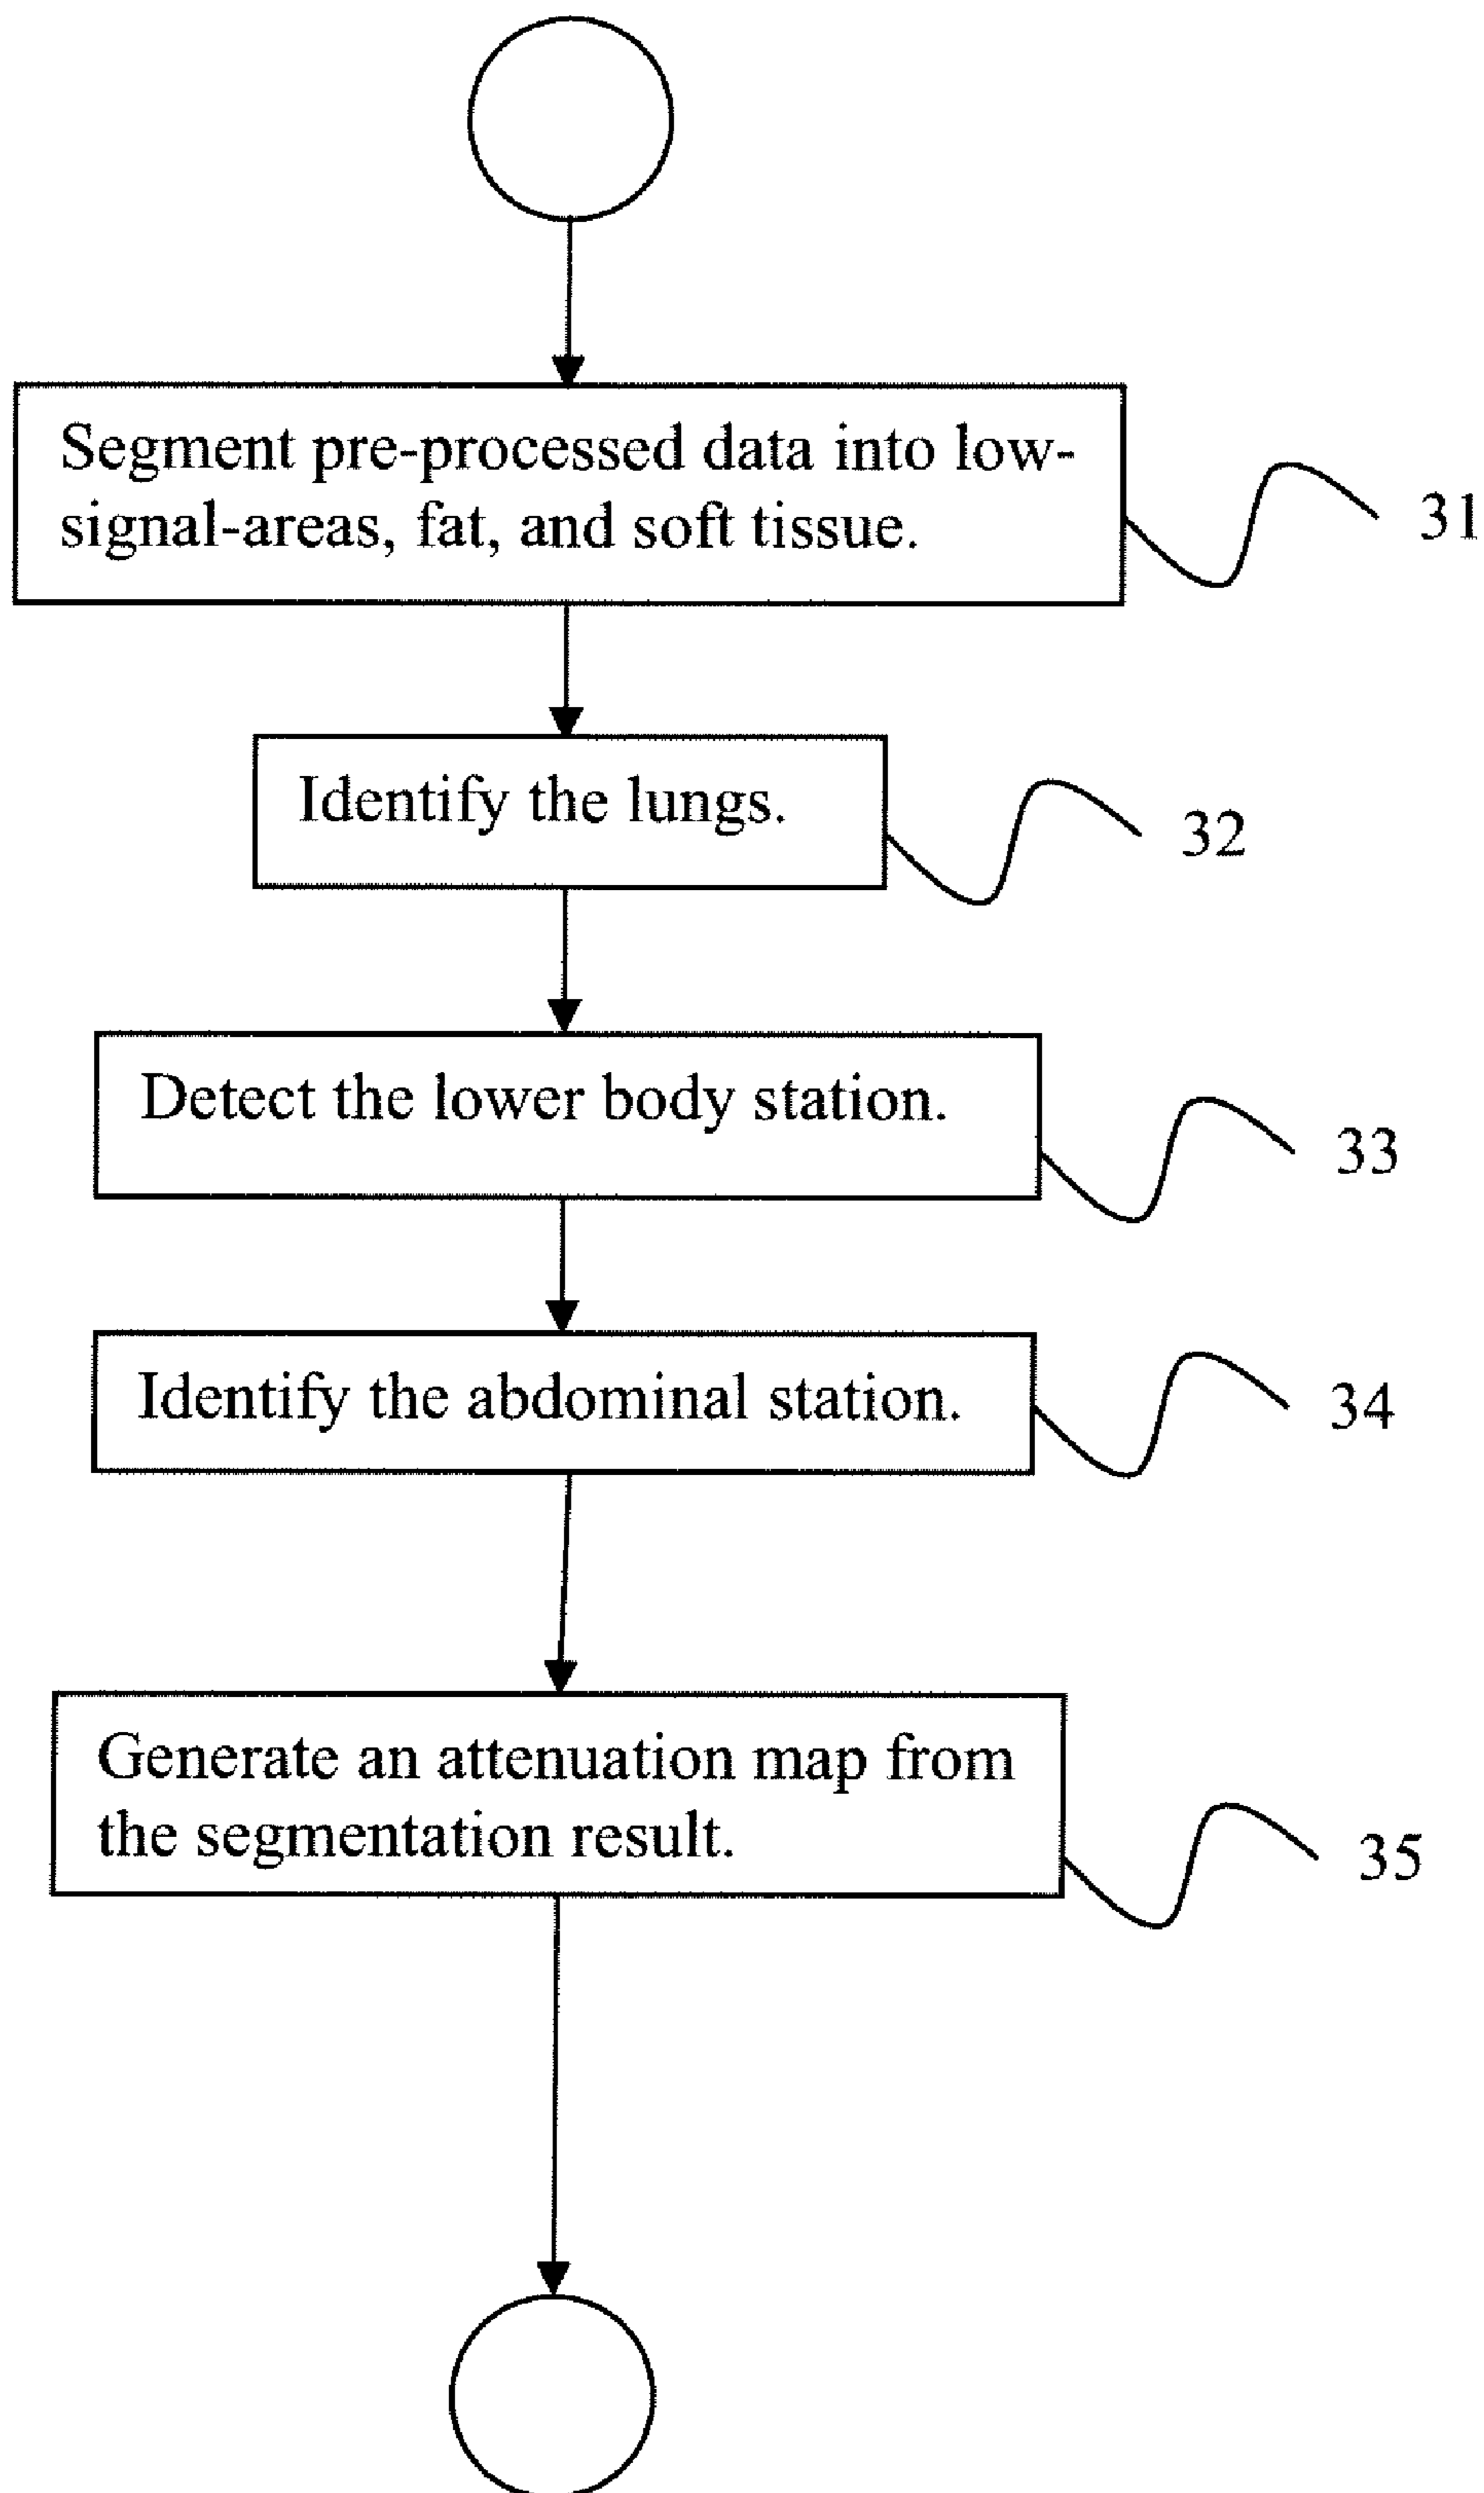 Segment pre-processed data into low-
signal-areas, fat, and soft tissue.
31
Identify the lungs.
32
Detect the lower body station.
33
Identify the abdominal station.
34
Generate an attenuation map from
the segmentation result.
35